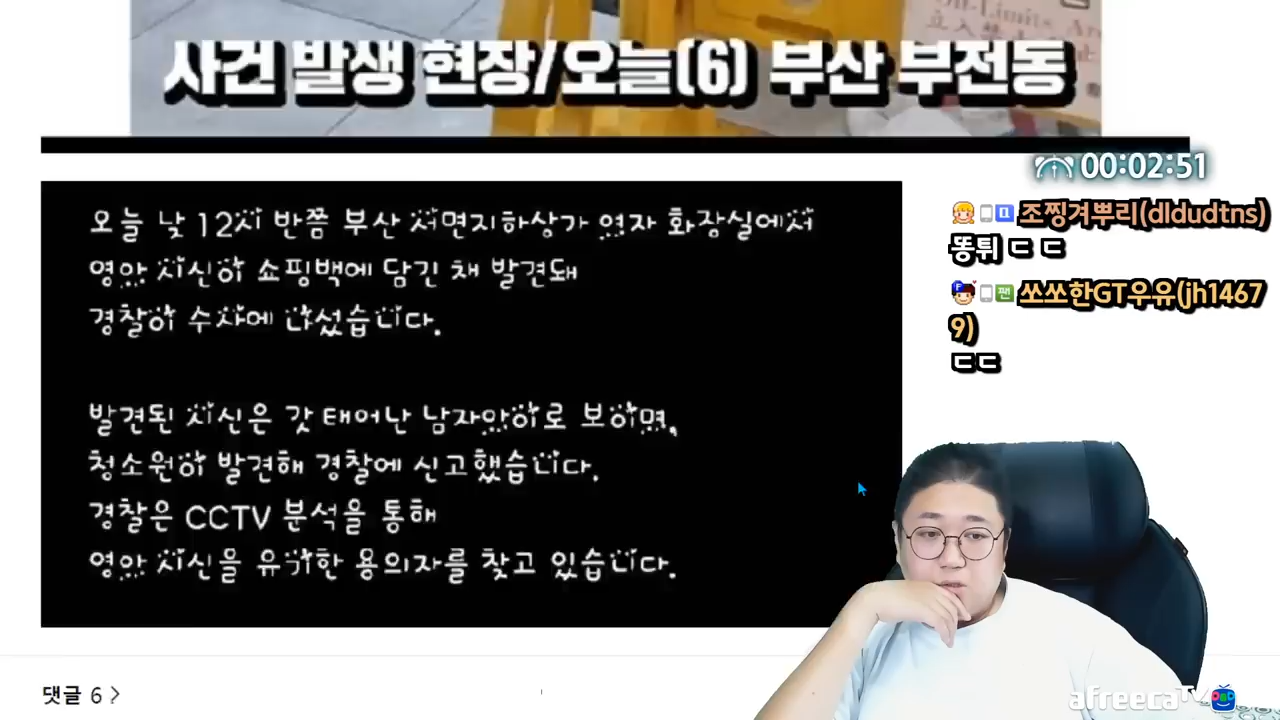 사건 발생 현장/오늘(6) 부산 부전동
00:02:51
오늘 낮 12시 반쯤 부산 서면지하상가 여자 화장실에서
영아 시신이 쇼핑백에 담긴 채 발견돼
경찰이 수사에 나섰습니다.
발견된 시신은 갓 태어난 남자아이로 보이며,
청소원이 발견해 경찰에 신고했습니다.
경찰은 CCTV 분석을 통해
영아 시신을 유기한 용의자를 찾고 있습니다.
조찡겨뿌리(dldudtns)
똥튀 ㄷ ㄷ
쏘쏘한GT우유(jh1467
9)
ㄷㄷ
댓글 6
afreecaTV